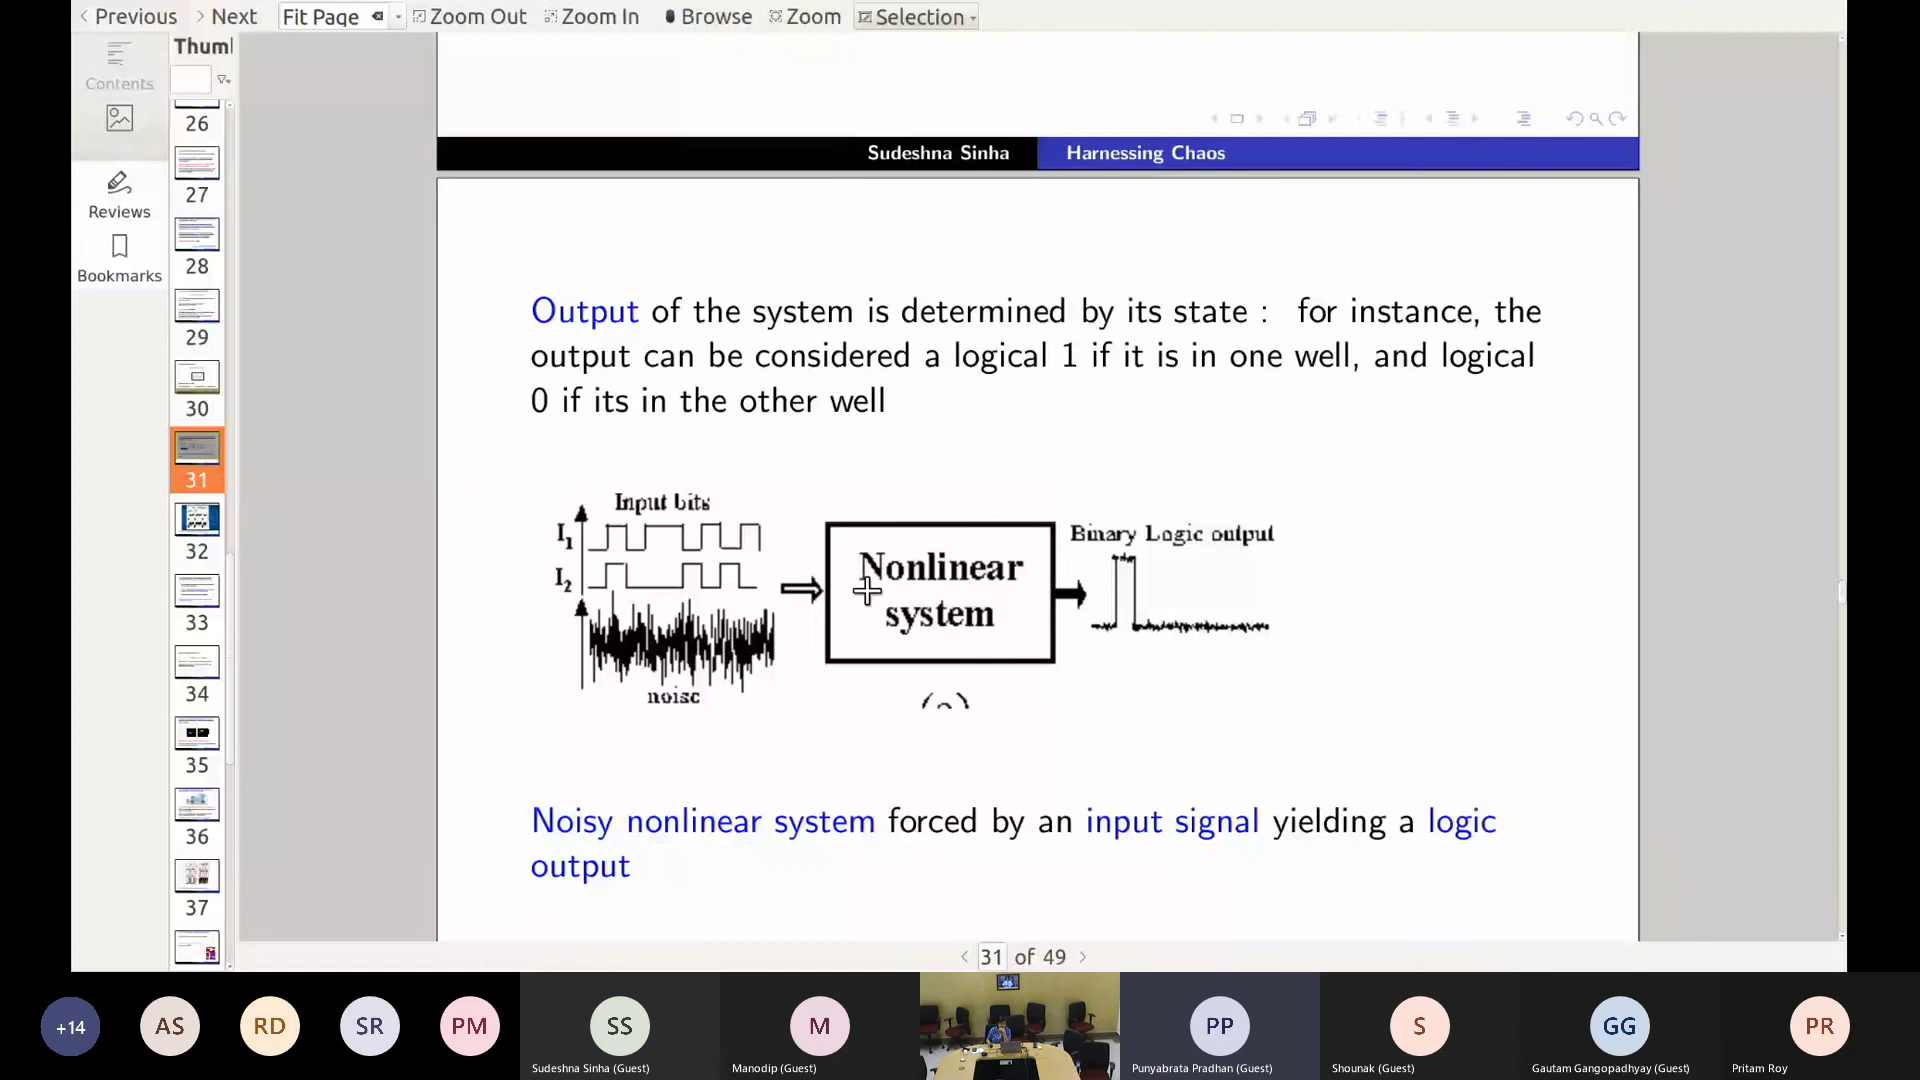 Previous
Next
Fit Page
Zoom Out
Zoom In
Browse
Zoom
Selection
Contents
Reviews
Bookmarks
Thuml
26
27
28
29
30
31
32
33
34
35
36
37
Sudeshna Sinha
Harnessing Chaos
Output of the system is determined by its state : for instance, the
output can be considered a logical 1 if it is in one well, and logical
0 if its in the other well
Input bits
I1
I2
noise
Nonlinear
system
Binary Logic output
Noisy nonlinear system forced by an input signal yielding a logic
output
31 of 49
+14
AS
RD
SR
PM
SS
Sudeshna Sinha (Guest)
M
Manodip (Guest)
PP
Punyabrata Pradhan (Guest)
S
Shounak (Guest)
GG
Gautam Gangopadhyay (Guest)
PR
Pritam Roy